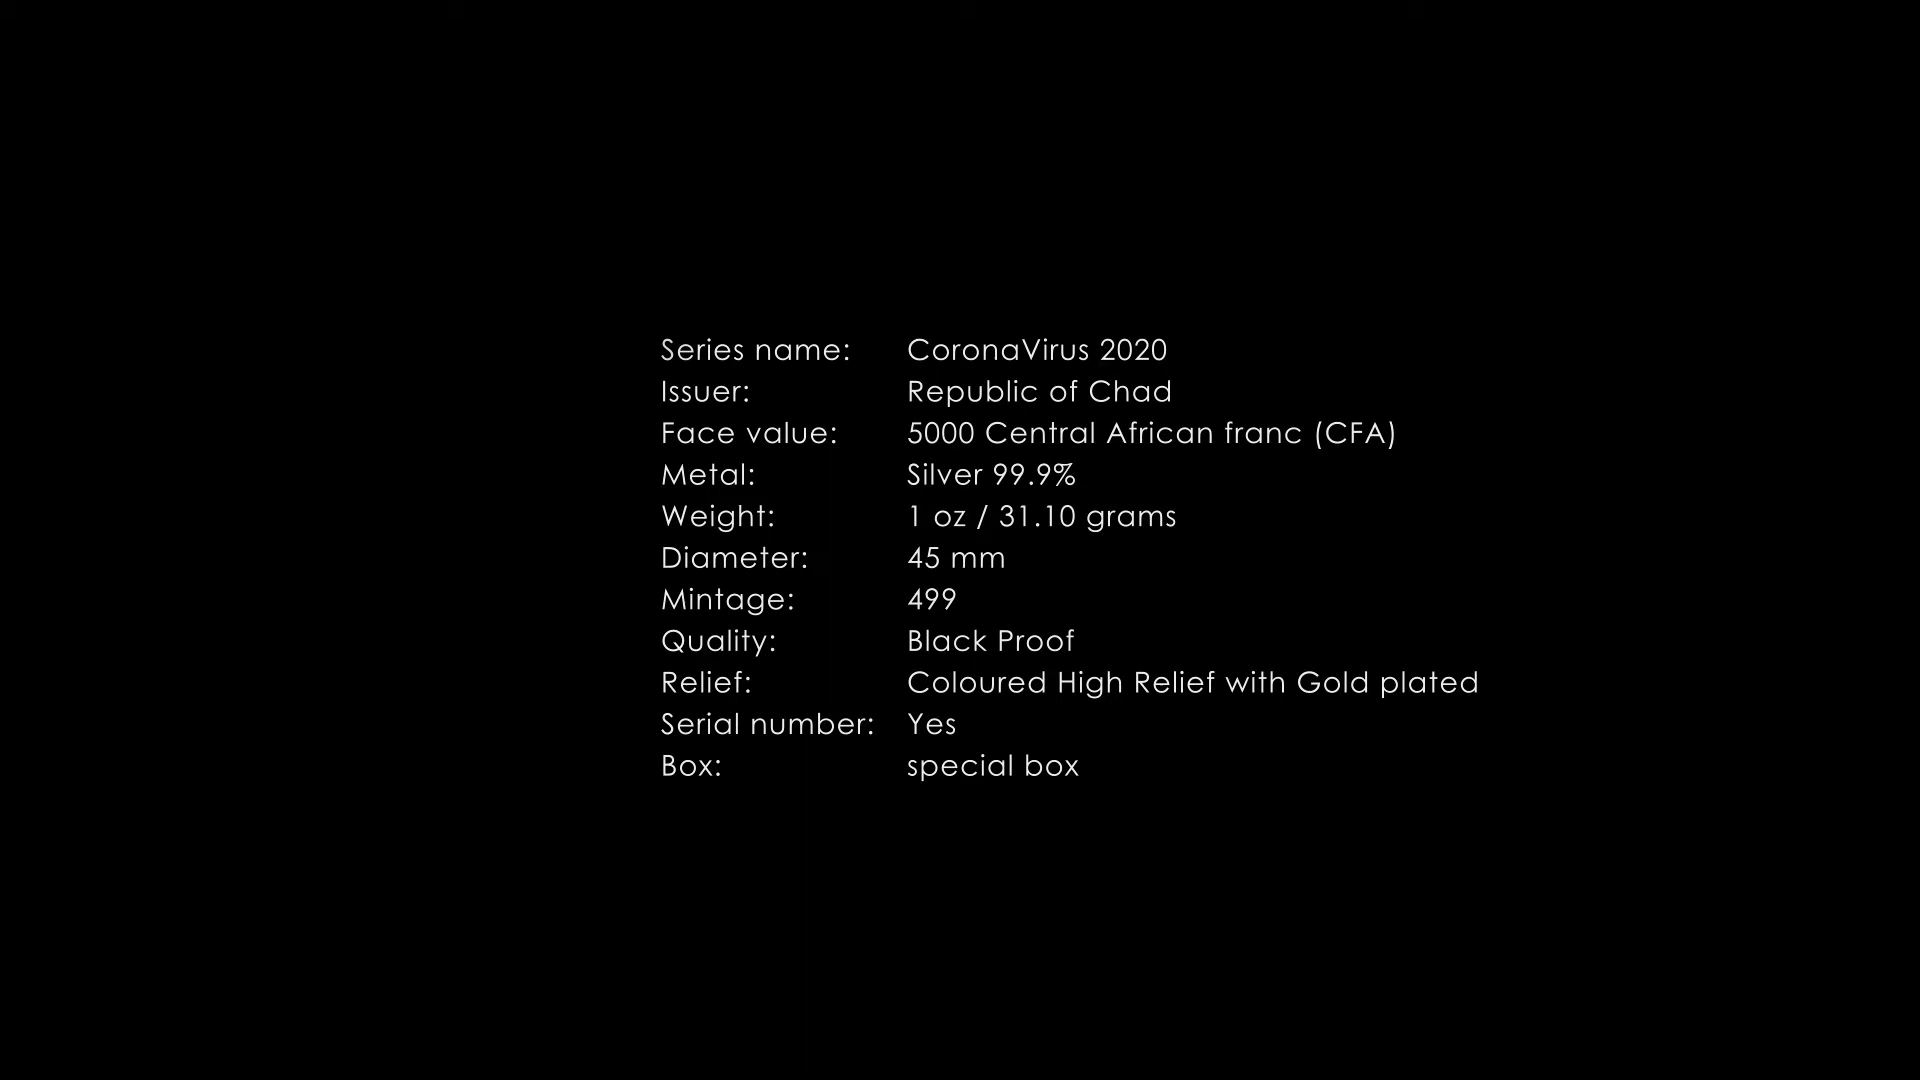 Series name: CoronaVirus 2020
Issuer: Republic of Chad
Face value: 5000 Central African franc (CFA)
Metal: Silver 99.9%
Weight: 1 oz / 31.10 grams
Diameter: 45 mm
Mintage: 499
Quality: Black Proof
Relief: Coloured High Relief with Gold plated
Serial number: Yes
Box: special box